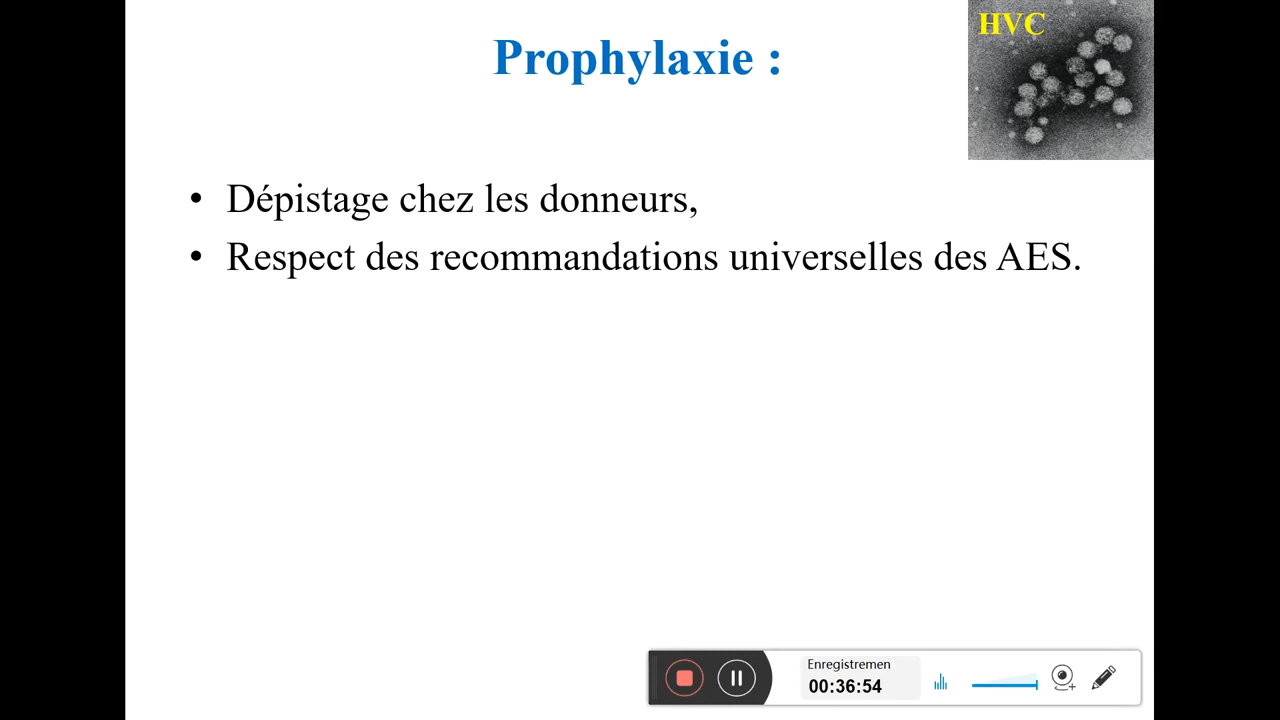 HVC
Prophylaxie :
• Dépistage chez les donneurs,
• Respect des recommandations universelles des AES.
Enregistremen
00:36:54